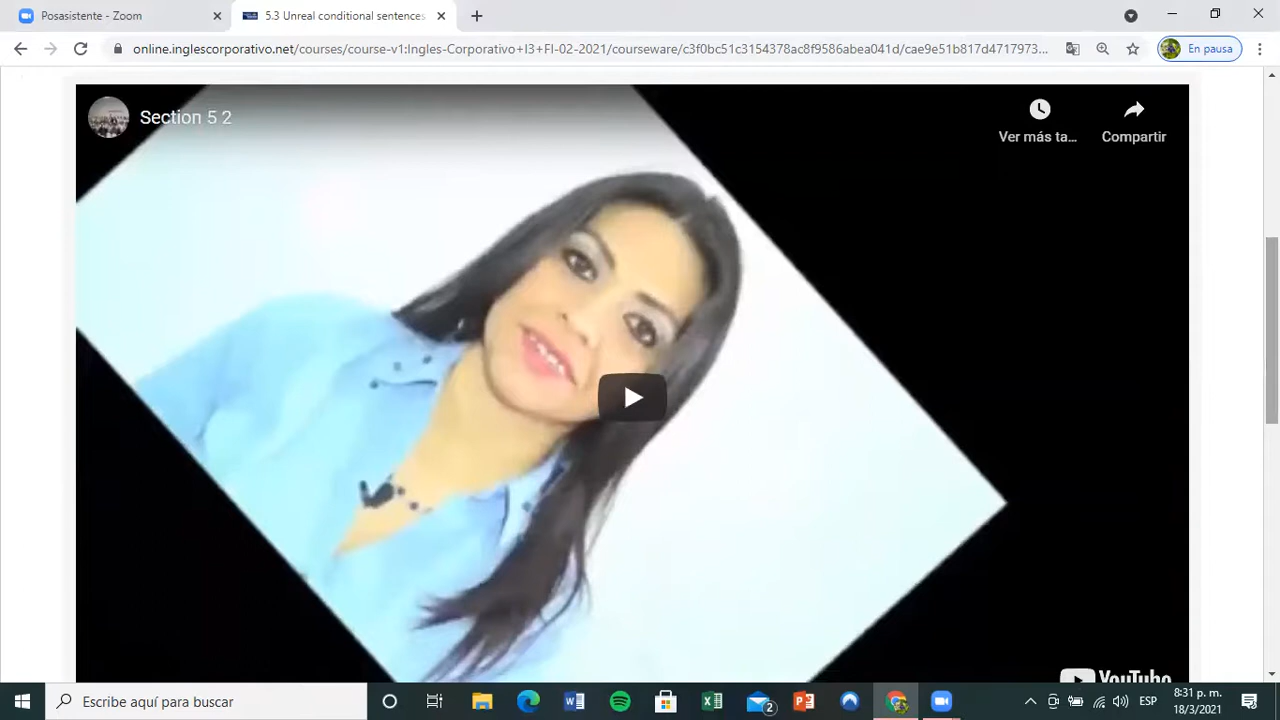 Posasistente - Zoom
5.3 Unreal conditional sentences
online.inglescorporativo.net/courses/course-v1:Ingles-Corporativo+I3+FI-02-2021/courseware/c3f0bc51c3154378ac8f9586abea041d/cae9e51b817d4717973...
En pausa
Section 5 2
Ver más ta...
Compartir
YouTube
Escribe aquí para buscar
2
ESP
8:31 p. m.
18/3/2021